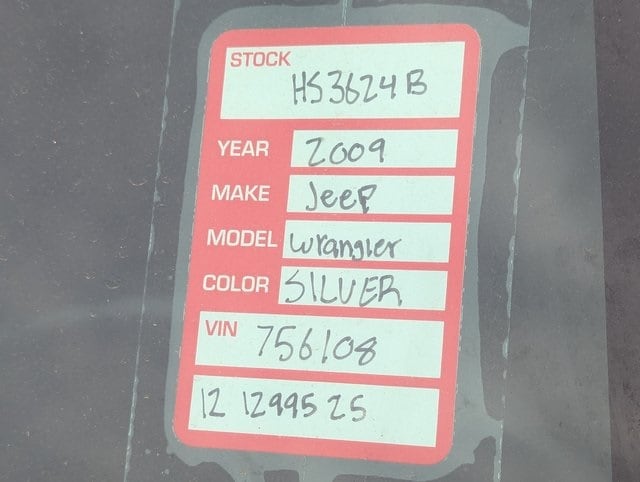 STOCK
HS3624B
YEAR 2009
MAKE Jeep
MODEL Wrangler
COLOR SILVER
VIN 756108
12 12995 25